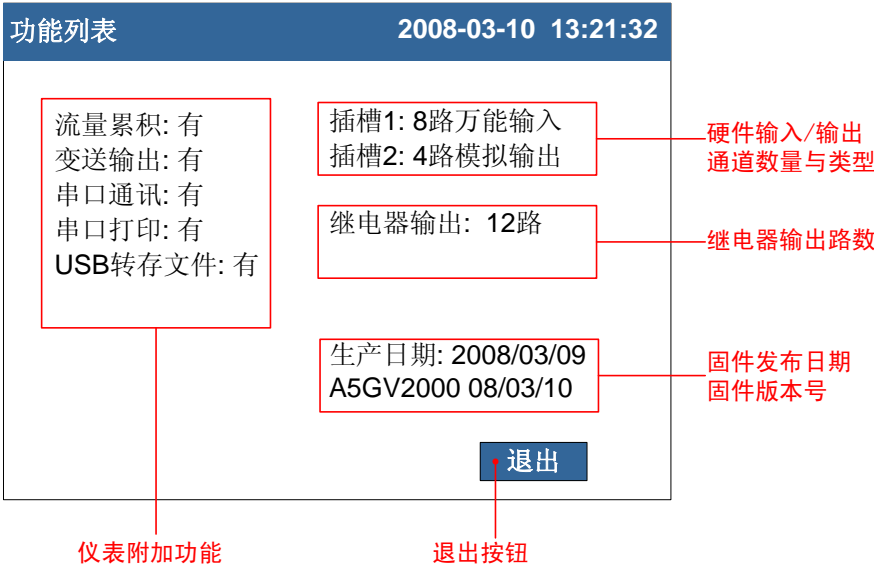 功能列表 2008-03-10 13:21:32
流量累积: 有
变送输出: 有
串口通讯: 有
串口打印: 有
USB转存文件: 有
插槽1: 8路万能输入
插槽2: 4路模拟输出
硬件输入/输出
通道数量与类型
继电器输出: 12路
继电器输出路数
生产日期: 2008/03/09
A5GV2000 08/03/10
固件发布日期
固件版本号
退出
仪表附加功能
退出按钮